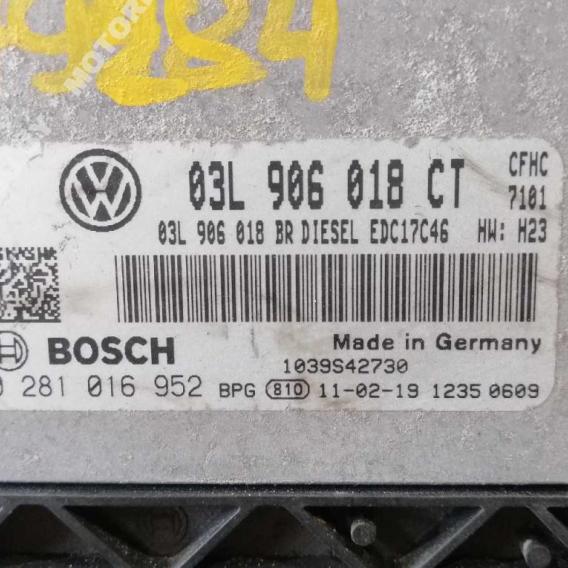 9284
03L 906 018 CT CFHC
7101
03L 906 018 BR DIESEL EDC17C46 HW: H23
BOSCH Made in Germany
1039S42730
0 281 016 952 BPG 810 11-02-19 1235 0609